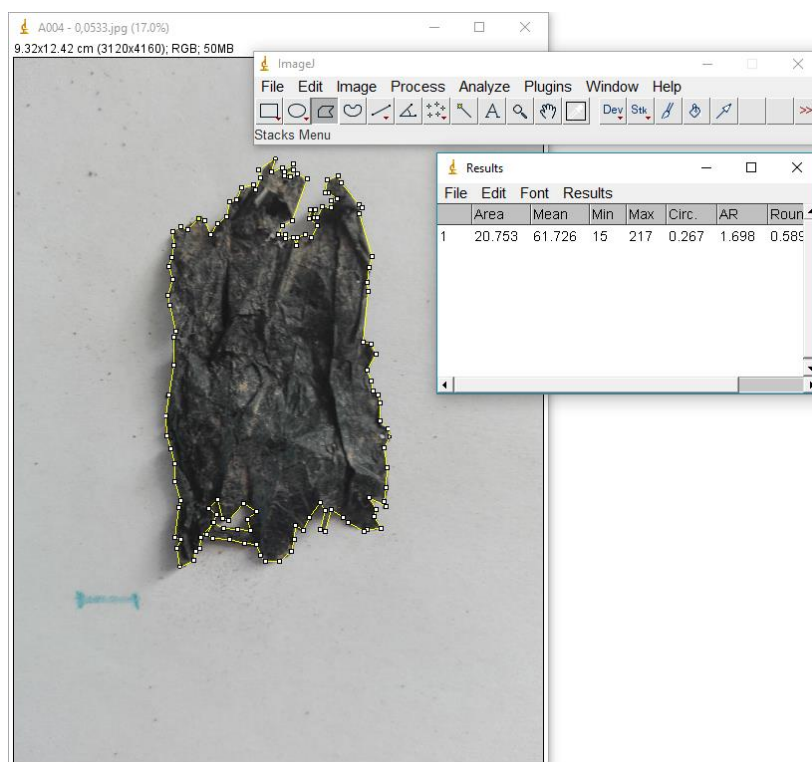 A004 - 0,0533.jpg (17.0%)
9.32x12.42 cm (3120x4160); RGB; 50MB
ImageJ
File Edit Image Process Analyze Plugins Window Help
Dev Stk >>
Stacks Menu
Results
File Edit Font Results
Area Mean Min Max Circ. AR Roun
1 20.753 61.726 15 217 0.267 1.698 0.589